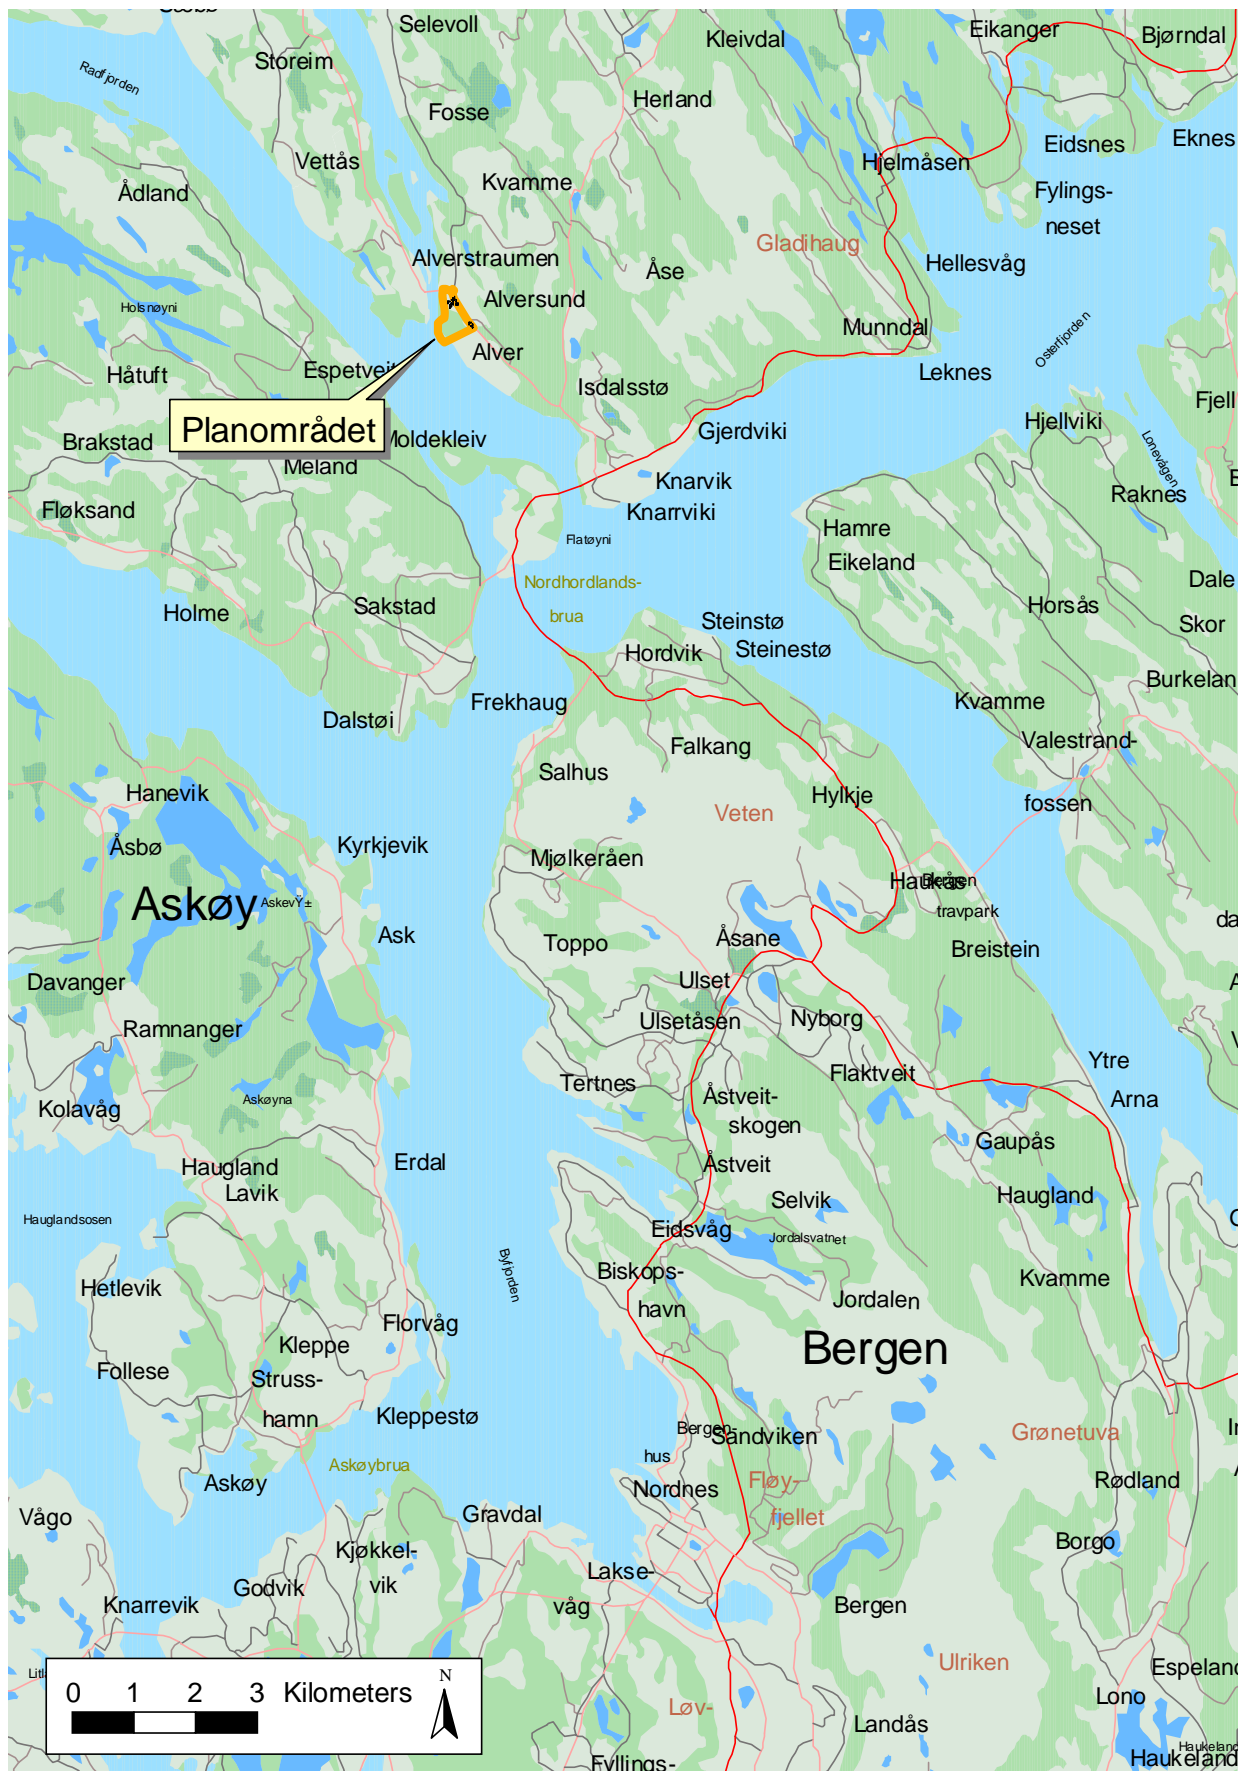 Selevoll
Eikanger
Bjørndal
Kleivdal
Storeim
Radfjorden
Herland
Fosse
Eidsnes
Eknes
Vettås
Hjelmåsen
Kvamme
Ådland
Fylings-
neset
Gladihaug
Alverstraumen
Hellesvåg
Åse
Alversund
Holsnøyni
Munndal
Osterfjorden
Alver
Espetveit
Leknes
Håtuft
Isdalsstø
Fjell
Planområdet
Hjellviki
Gjerdviki
Brakstad
Moldekleiv
Lonevågen
Meland
Knarvik
Raknes
Fløksand
Knarrviki
Hamre
Flatøyni
Eikeland
Nordhordlands-
brua
Dale
Sakstad
Horsås
Holme
Steinstø
Skor
Steinestø
Hordvik
Burkelan
Frekhaug
Kvamme
Dalstøi
Valestrand-
fossen
Falkang
Salhus
Hanevik
Hylkje
Veten
Åsbø
Kyrkjevik
Mjølkeråen
Haukås
Bergen
travpark
Askøy
AskevŸ±
Ask
Toppo
Åsane
Breistein
Davanger
Ulset
Ramnanger
Ulsetåsen
Nyborg
Ytre
Arna
Flaktveit
Tertnes
Åstveit-
skogen
Kolavåg
Askøyna
Gaupås
Erdal
Åstveit
Haugland
Lavik
Selvik
Haugland
Hauglandsosen
Eidsvåg
Jordalsvatnet
Byfjorden
Biskops-
havn
Kvamme
Hetlevik
Jordalen
Florvåg
Kleppe
Bergen
Follese
Struss-
hamn
Kleppestø
Bergen-
hus
Sandviken
Grønetuva
Askøybrua
Askøy
Nordnes
Fløy-
fjellet
Rødland
Vågo
Gravdal
Borgo
Kjøkkel-
vik
Godvik
Lakse-
våg
Knarrevik
Bergen
Ulriken
Espeland
0 1 2 3 Kilometers
N
Lono
Løv-
Landås
Haukeland
Haukeland
Fyllings-